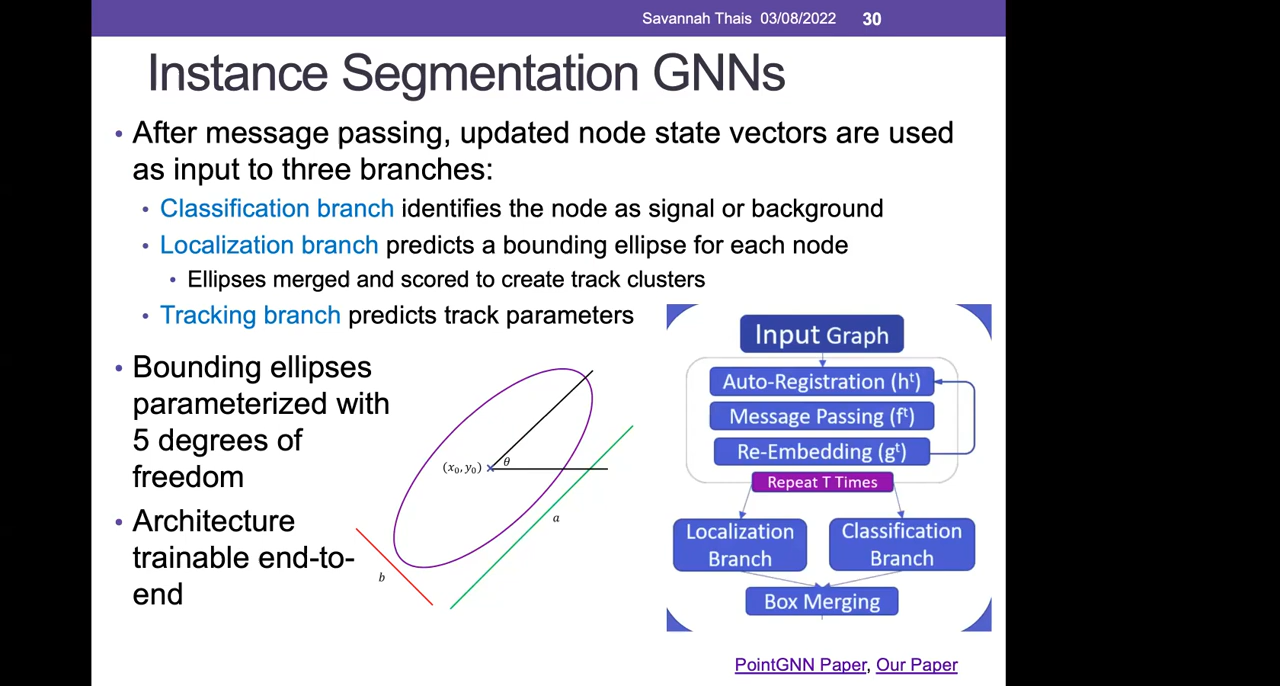 Savannah Thais 03/08/2022 30
Instance Segmentation GNNs
• After message passing, updated node state vectors are used
as input to three branches:
• Classification branch identifies the node as signal or background
• Localization branch predicts a bounding ellipse for each node
• Ellipses merged and scored to create track clusters
• Tracking branch predicts track parameters
• Bounding ellipses
parameterized with
5 degrees of
freedom
• Architecture
trainable end-to-
end
(x₀, y₀)
θ
a
b
Input Graph
Auto-Registration (hᵗ)
Message Passing (fᵗ)
Re-Embedding (gᵗ)
Repeat T Times
Localization
Branch
Classification
Branch
Box Merging
PointGNN Paper, Our Paper